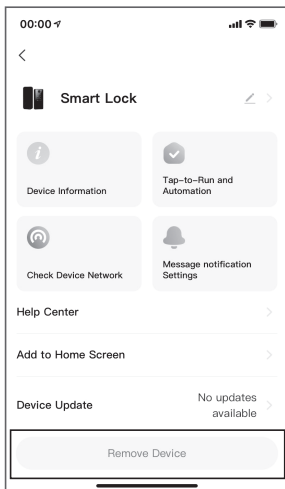 00:00
Smart Lock
Device Information
Tap-to-Run and
Automation
Check Device Network
Message notification
Settings
Help Center
Add to Home Screen
Device Update
No updates
available
Remove Device